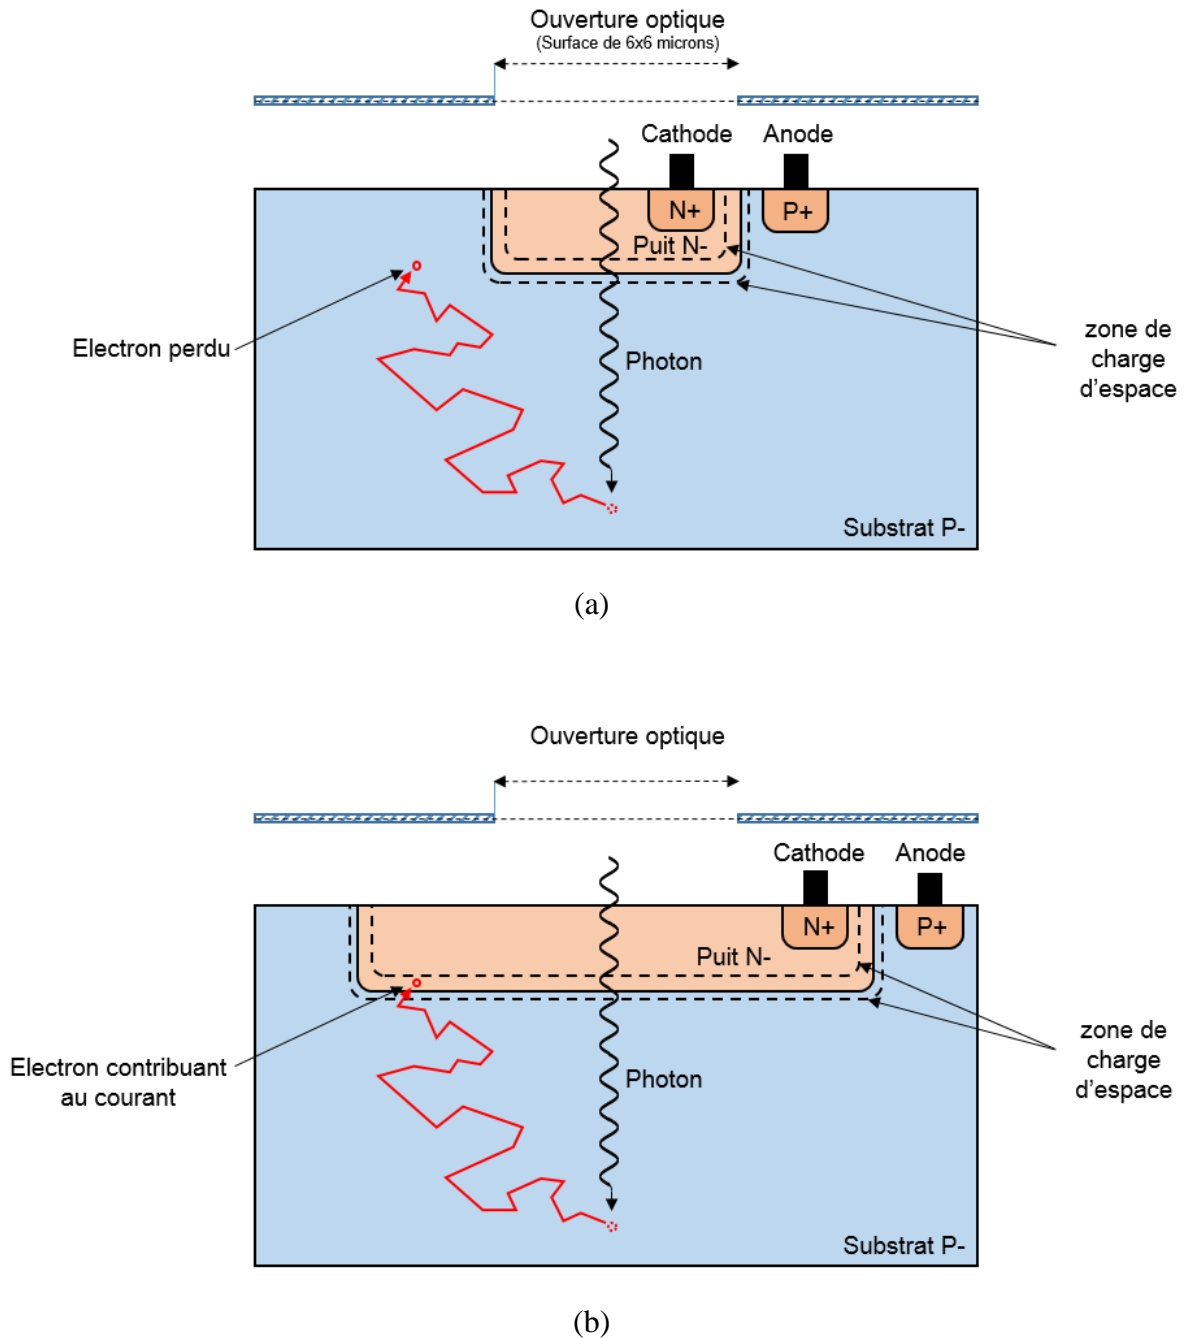 Ouverture optique
(Surface de 6x6 microns)
Cathode
Anode
N+
P+
Puit N-
Electron perdu
Photon
zone de
charge
d'espace
Substrat P-
(a)
Ouverture optique
Cathode
Anode
N+
P+
Puit N-
Electron contribuant
au courant
Photon
zone de
charge
d'espace
Substrat P-
(b)